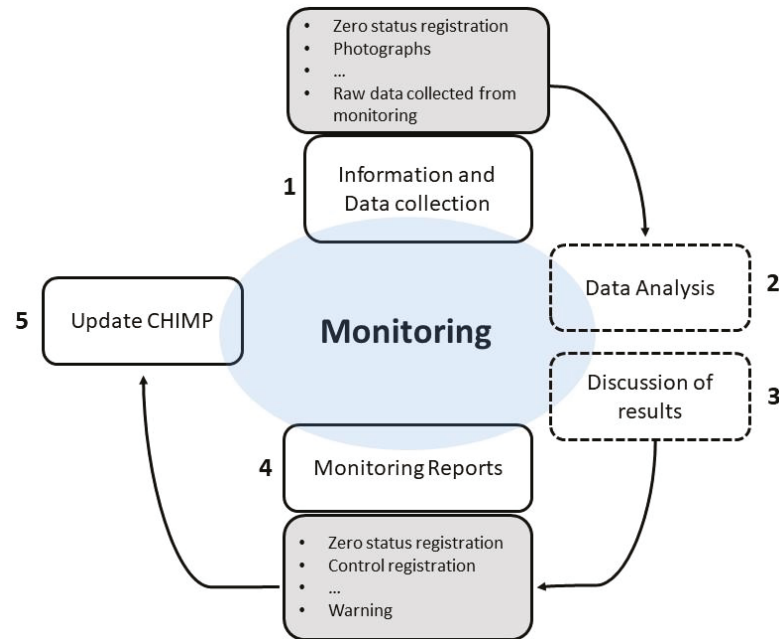 • Zero status registration
• Photographs
• ...
• Raw data collected from
monitoring
1
Information and
Data collection
Data Analysis
2
Discussion of
results
3
4
Monitoring Reports
• Zero status registration
• Control registration
• ...
• Warning
5
Update CHIMP
Monitoring